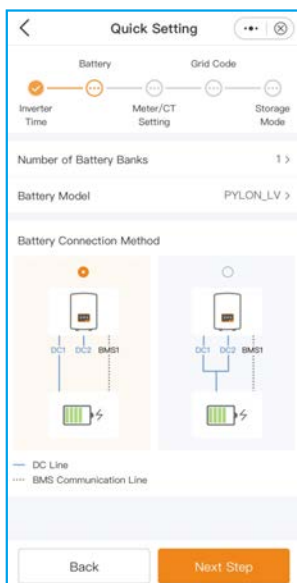 Quick Setting
Battery Grid Code
Inverter Time Meter/CT Setting Storage Mode
Number of Battery Banks 1 >
Battery Model PYLON_LV >
Battery Connection Method
DC1 DC2 BMS1 DC1 DC2 BMS1
DC Line
BMS Communication Line
Back Next Step